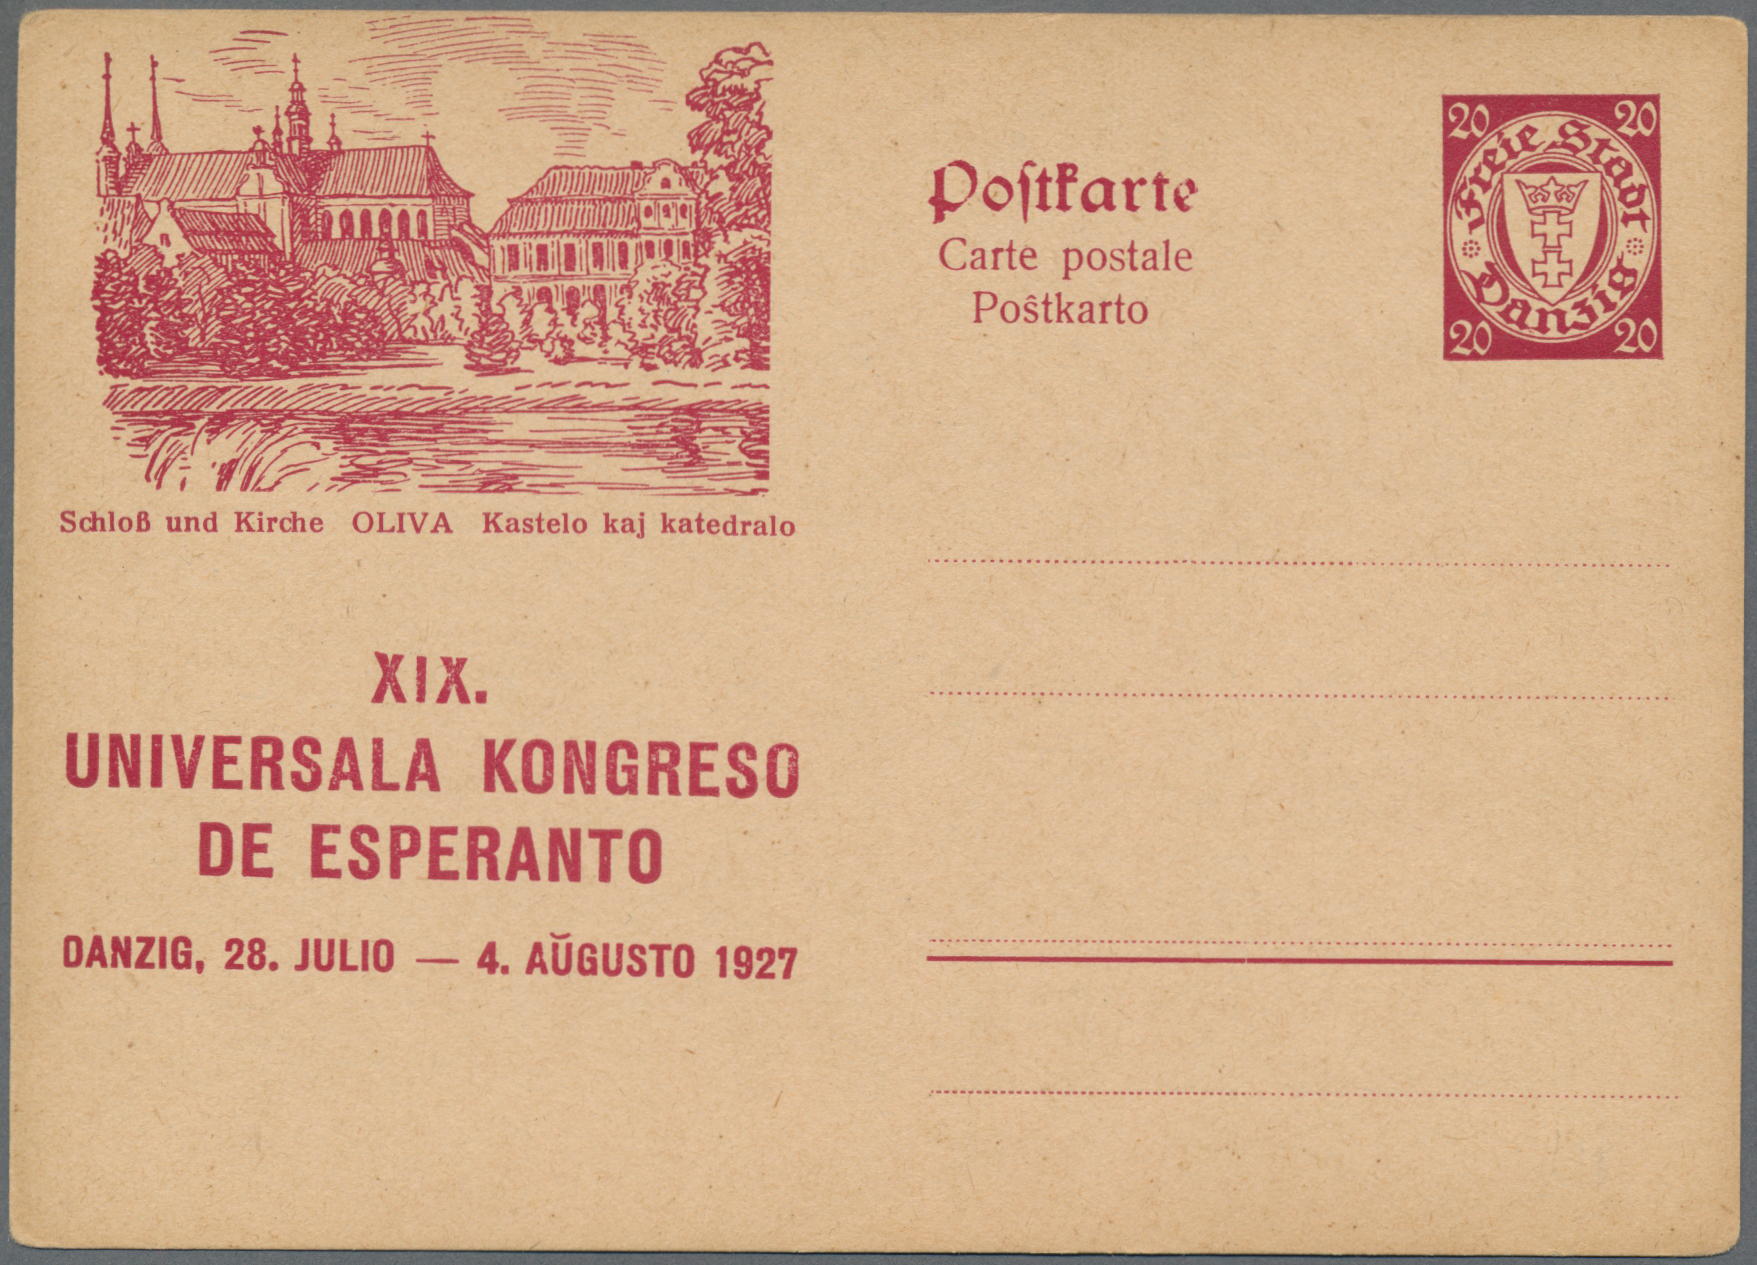 Schloß und Kirche OLIVA Kastelo kaj katedralo
XIX.
UNIVERSALA KONGRESO
DE ESPERANTO
DANZIG, 28. JULIO — 4. AŬGUSTO 1927
Poſtkarte
Carte postale
Poŝtkarto
20 20
Freie Stadt
Danzig
20 20